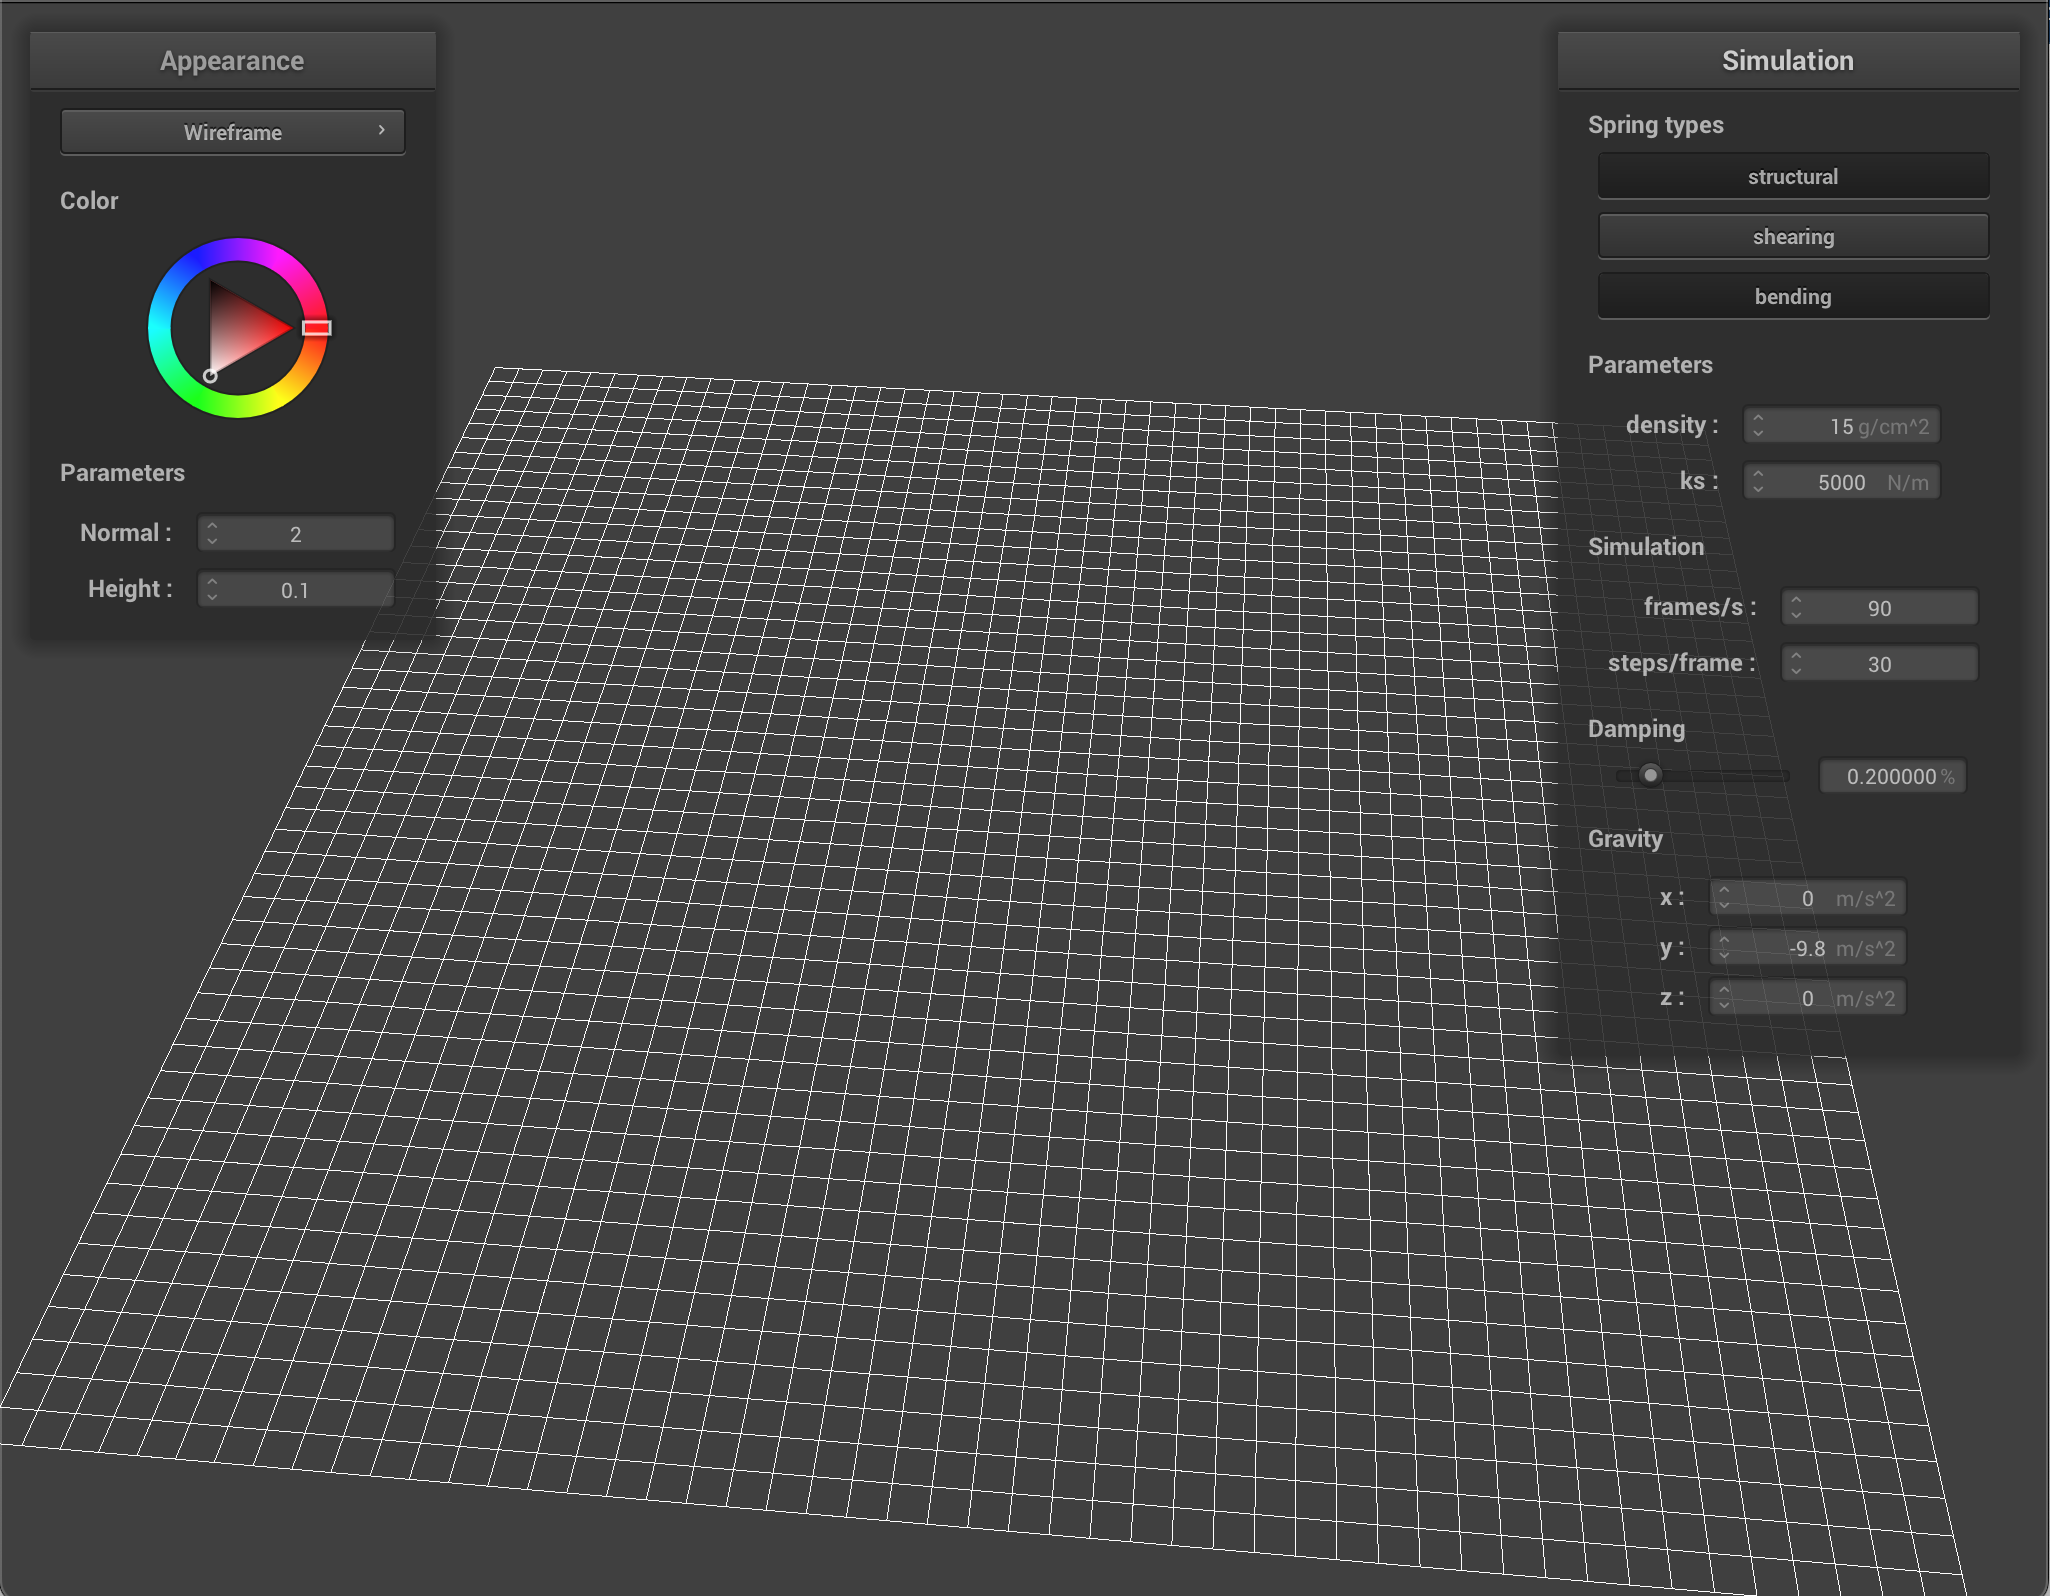 Appearance
Wireframe
Color
Parameters
Normal : 2
Height : 0.1
Simulation
Spring types
structural
shearing
bending
Parameters
density : 15 g/cm^2
ks : 5000 N/m
Simulation
frames/s : 90
steps/frame : 30
Damping
0.200000 %
Gravity
x : 0 m/s^2
y : -9.8 m/s^2
z : 0 m/s^2